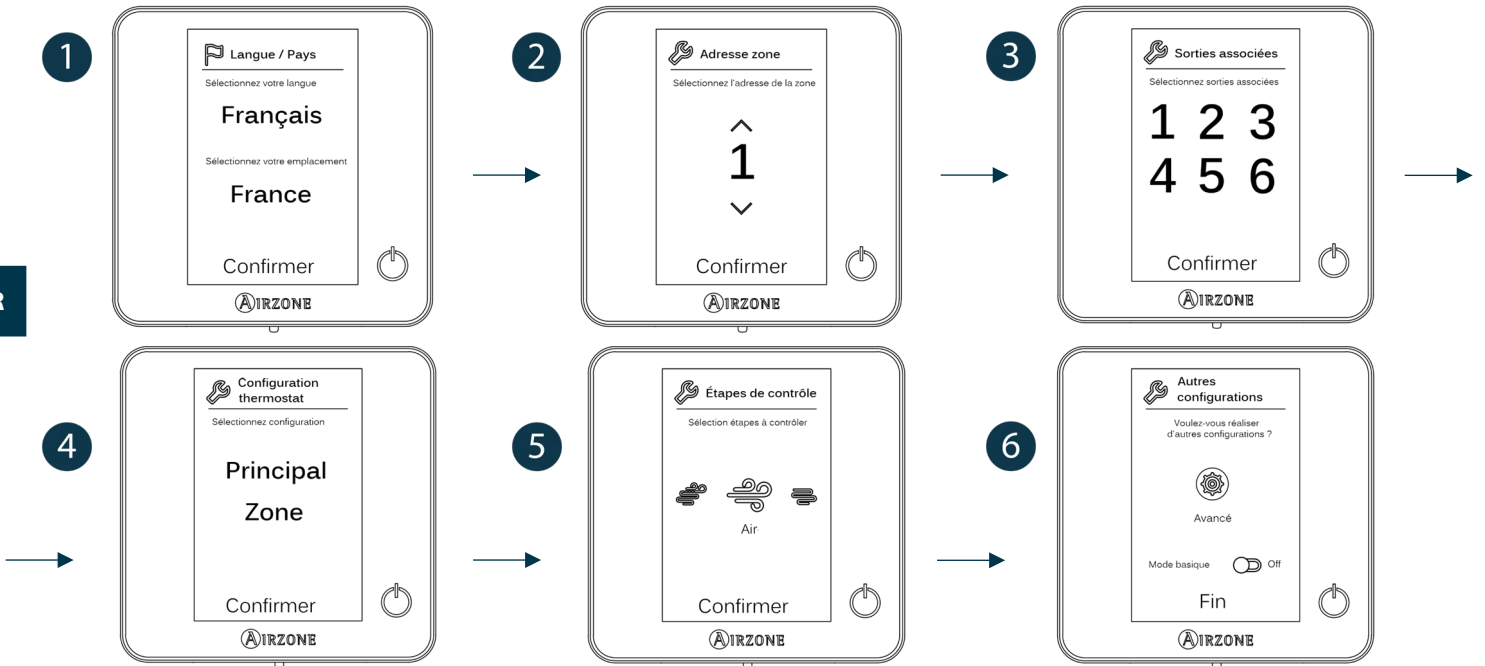 1
Langue / Pays
Sélectionnez votre langue
Français
Sélectionnez votre emplacement
France
Confirmer
AIRZONE
2
Adresse zone
Sélectionnez l'adresse de la zone
1
Confirmer
AIRZONE
3
Sorties associées
Sélectionnez sorties associées
1 2 3
4 5 6
Confirmer
AIRZONE
R
4
Configuration
thermostat
Sélectionnez configuration
Principal
Zone
Confirmer
AIRZONE
5
Étapes de contrôle
Sélection étapes à contrôler
Air
Confirmer
AIRZONE
6
Autres
configurations
Voulez-vous réaliser
d'autres configurations ?
Avancé
Mode basique Off
Fin
AIRZONE